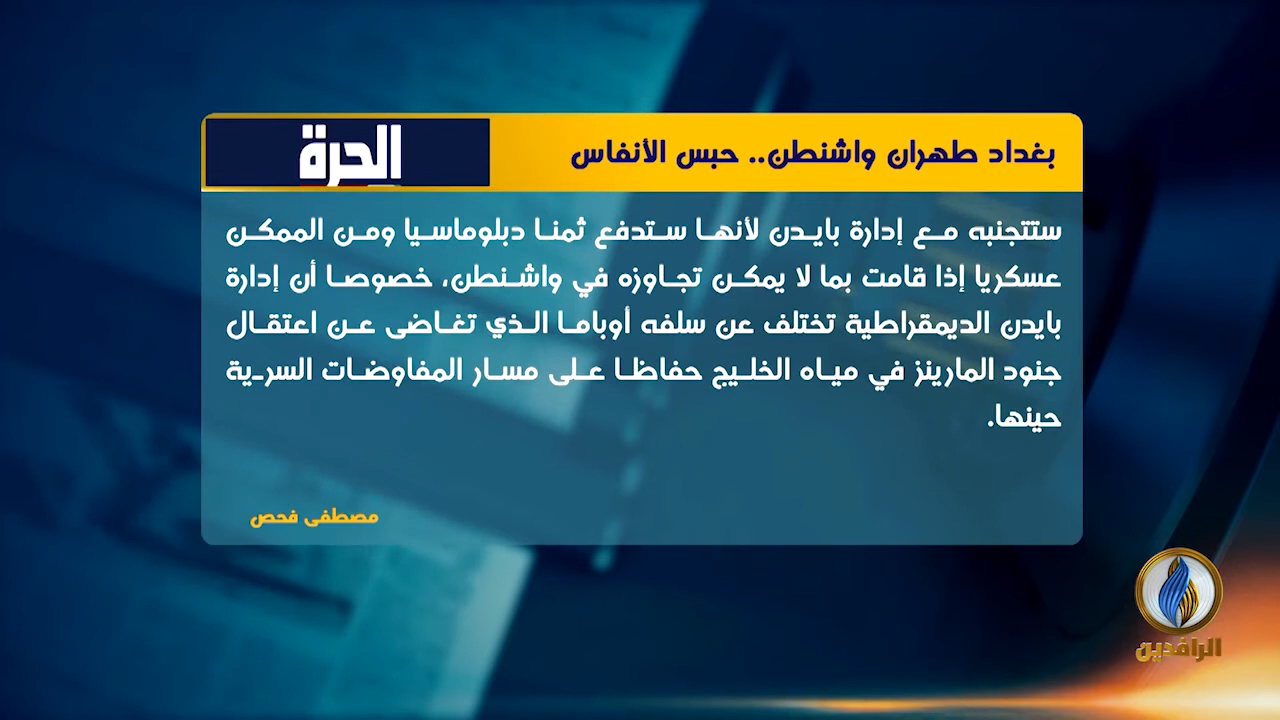 الحرة
بغداد طهران واشنطن.. حبس الأنفاس
ستتجنبه مع إدارة بايدن لأنها ستدفع ثمنا دبلوماسيا ومن الممكن
عسكريا إذا قامت بما لا يمكن تجاوزه في واشنطن، خصوصا أن إدارة
بايدن الديمقراطية تختلف عن سلفه أوباما الذي تغاضى عن اعتقال
جنود المارينز في مياه الخليج حفاظا على مسار المفاوضات السرية
حينها.
مصطفى فحص
الرافدين